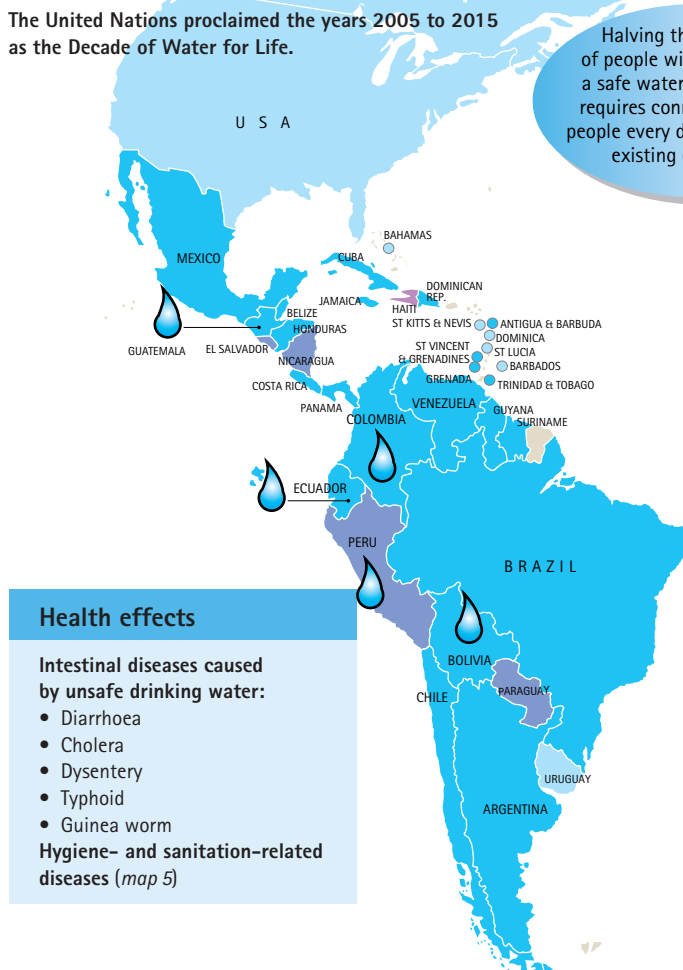 The United Nations proclaimed the years 2005 to 2015
as the Decade of Water for Life.
Halving th
of people wi
a safe water
requires con
people every d
existing
U S A
BAHAMAS
MEXICO
CUBA
DOMINICAN
REP.
JAMAICA
HAITI
BELIZE
HONDURAS
ST KITTS & NEVIS
ANTIGUA & BARBUDA
DOMINICA
GUATEMALA
EL SALVADOR
ST VINCENT
& GRENADINES
ST LUCIA
NICARAGUA
BARBADOS
COSTA RICA
GRENADA
TRINIDAD & TOBAGO
PANAMA
VENEZUELA
COLOMBIA
GUYANA
SURINAME
ECUADOR
PERU
BRAZIL
BOLIVIA
PARAGUAY
CHILE
URUGUAY
ARGENTINA
Health effects
Intestinal diseases caused
by unsafe drinking water:
• Diarrhoea
• Cholera
• Dysentery
• Typhoid
• Guinea worm
Hygiene- and sanitation-related
diseases (map 5)